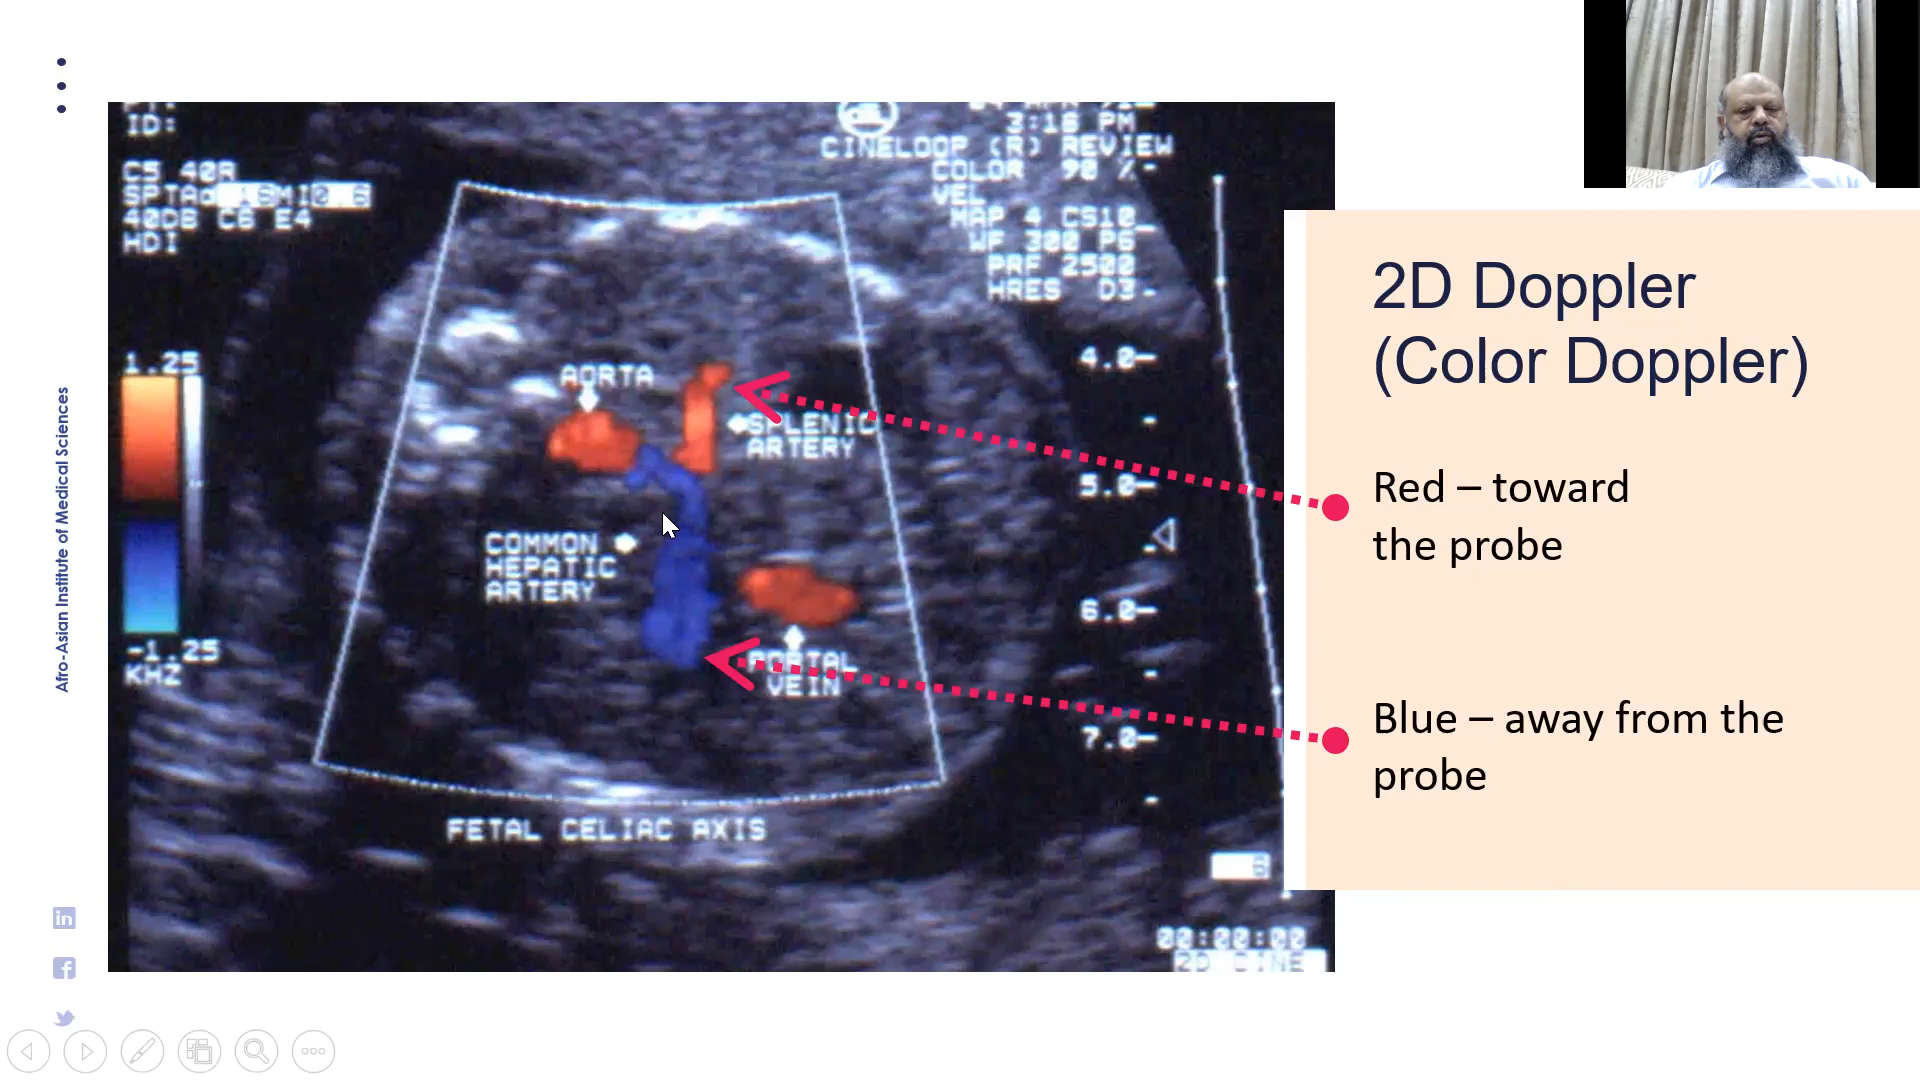 ID:
C5 40R
40DB C6 E4
HDI
3:16 PM
CINELOOP (R) REVIEW
COLOR 90 %
VEL
MAP 4 CS10
WF 300 P6
PRF 2500
HRES D3
1.25
-1.25
KHZ
AORTA
SPLENIC
ARTERY
COMMON
HEPATIC
ARTERY
PORTAL
VEIN
4.0
5.0
6.0
7.0
FETAL CELIAC AXIS
6
00:00:00
2D CINE
2D Doppler
(Color Doppler)
Red – toward
the probe
Blue – away from the
probe
Afro-Asian Institute of Medical Sciences
in
f